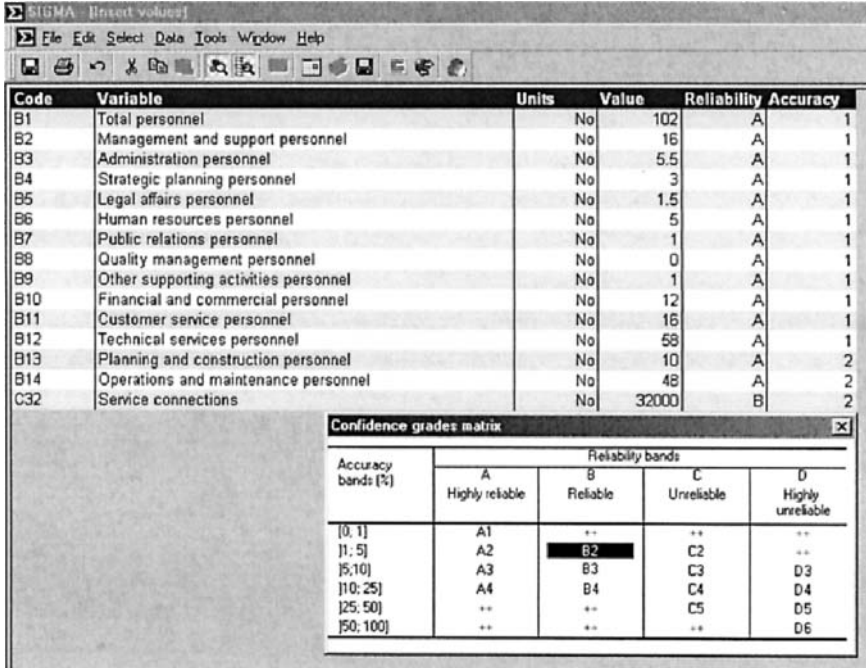 SIGMA - [Insert values]
File Edit Select Data Tools Window Help
Code Variable Units Value Reliability Accuracy
B1 Total personnel No 102 A 1
B2 Management and support personnel No 16 A 1
B3 Administration personnel No 5.5 A 1
B4 Strategic planning personnel No 3 A 1
B5 Legal affairs personnel No 1.5 A 1
B6 Human resources personnel No 5 A 1
B7 Public relations personnel No 1 A 1
B8 Quality management personnel No 0 A 1
B9 Other supporting activities personnel No 1 A 1
B10 Financial and commercial personnel No 12 A 1
B11 Customer service personnel No 16 A 1
B12 Technical services personnel No 58 A 1
B13 Planning and construction personnel No 10 A 2
B14 Operations and maintenance personnel No 48 A 2
C32 Service connections No 32000 B 2
Confidence grades matrix
Accuracy bands (%) Reliability bands
A B C D
Highly reliable Reliable Unreliable Highly unreliable
[0; 1] A1 ++ ++ ++
]1; 5] A2 B2 C2 ++
]5;10] A3 B3 C3 D3
]10; 25] A4 B4 C4 D4
]25; 50] ++ ++ C5 D5
]50; 100] ++ ++ ++ D6